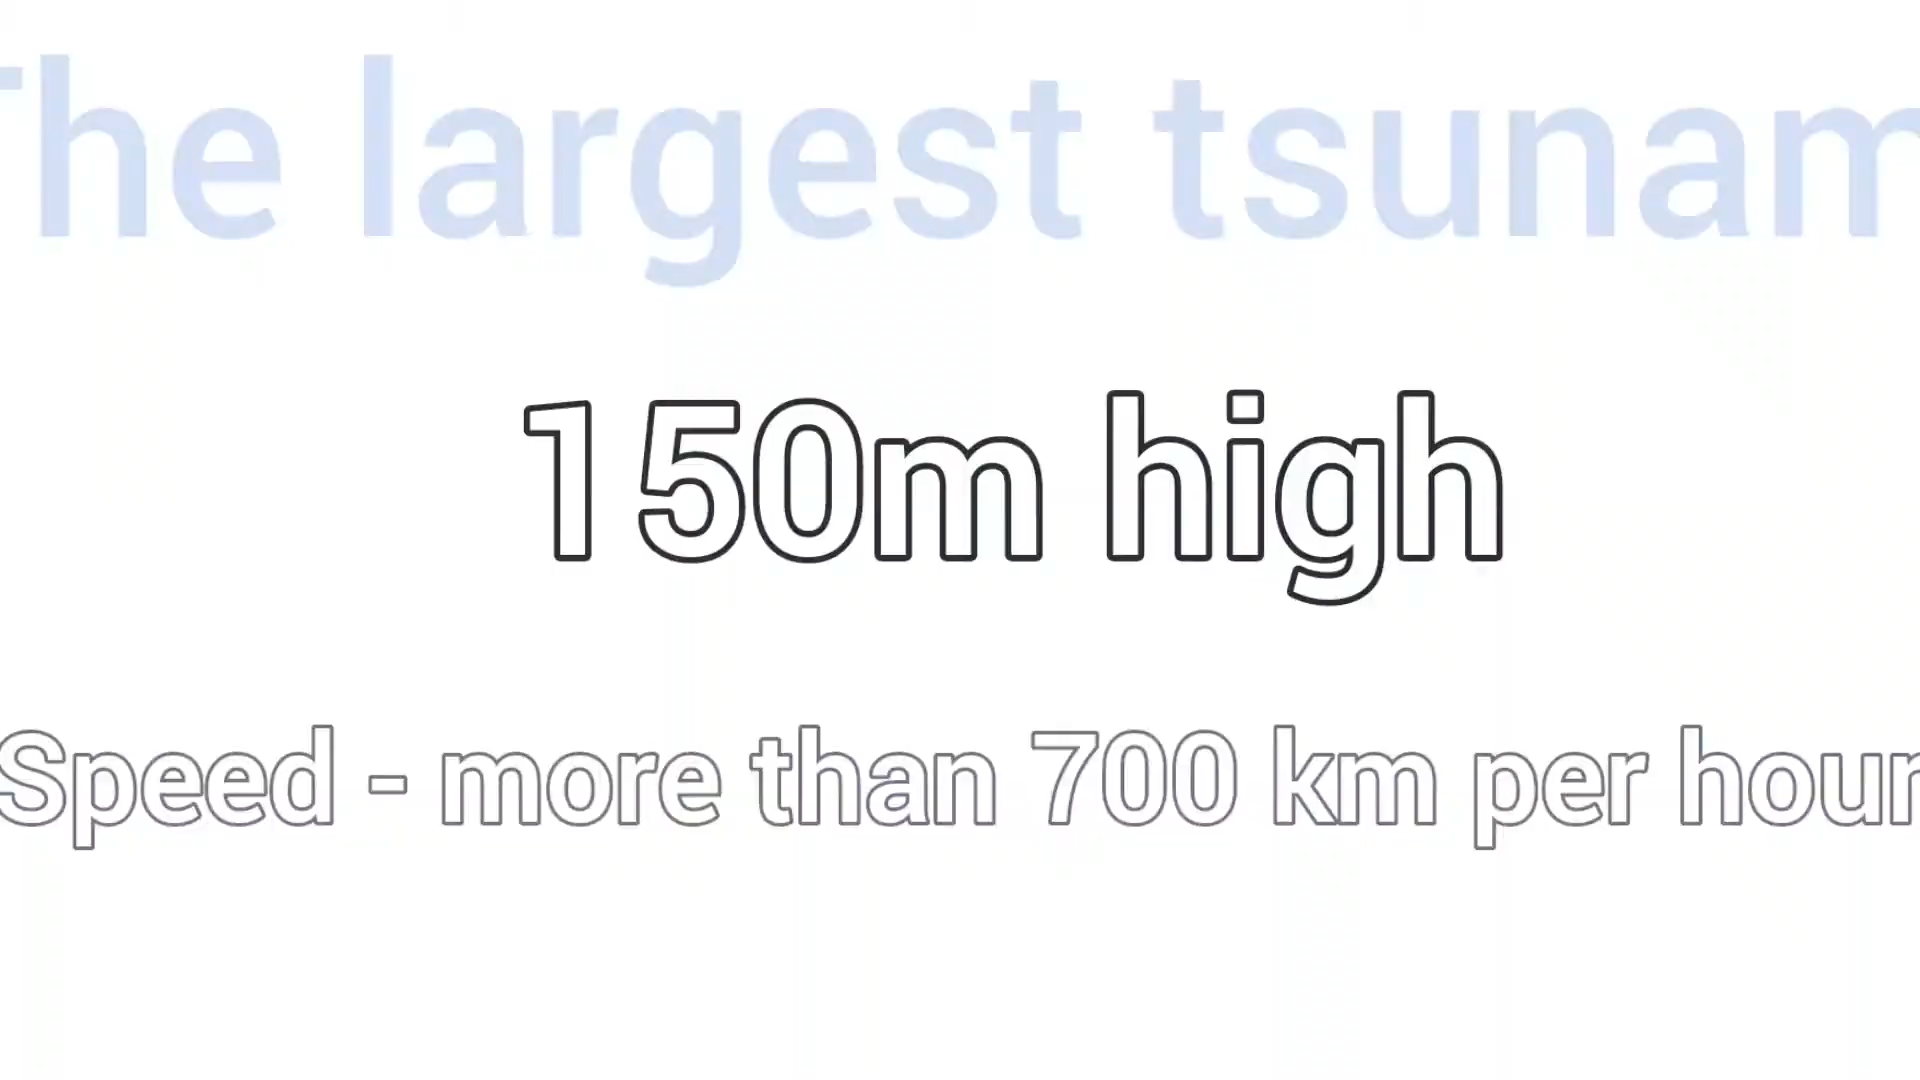 The largest tsunam
150m high
Speed - more than 700 km per hour